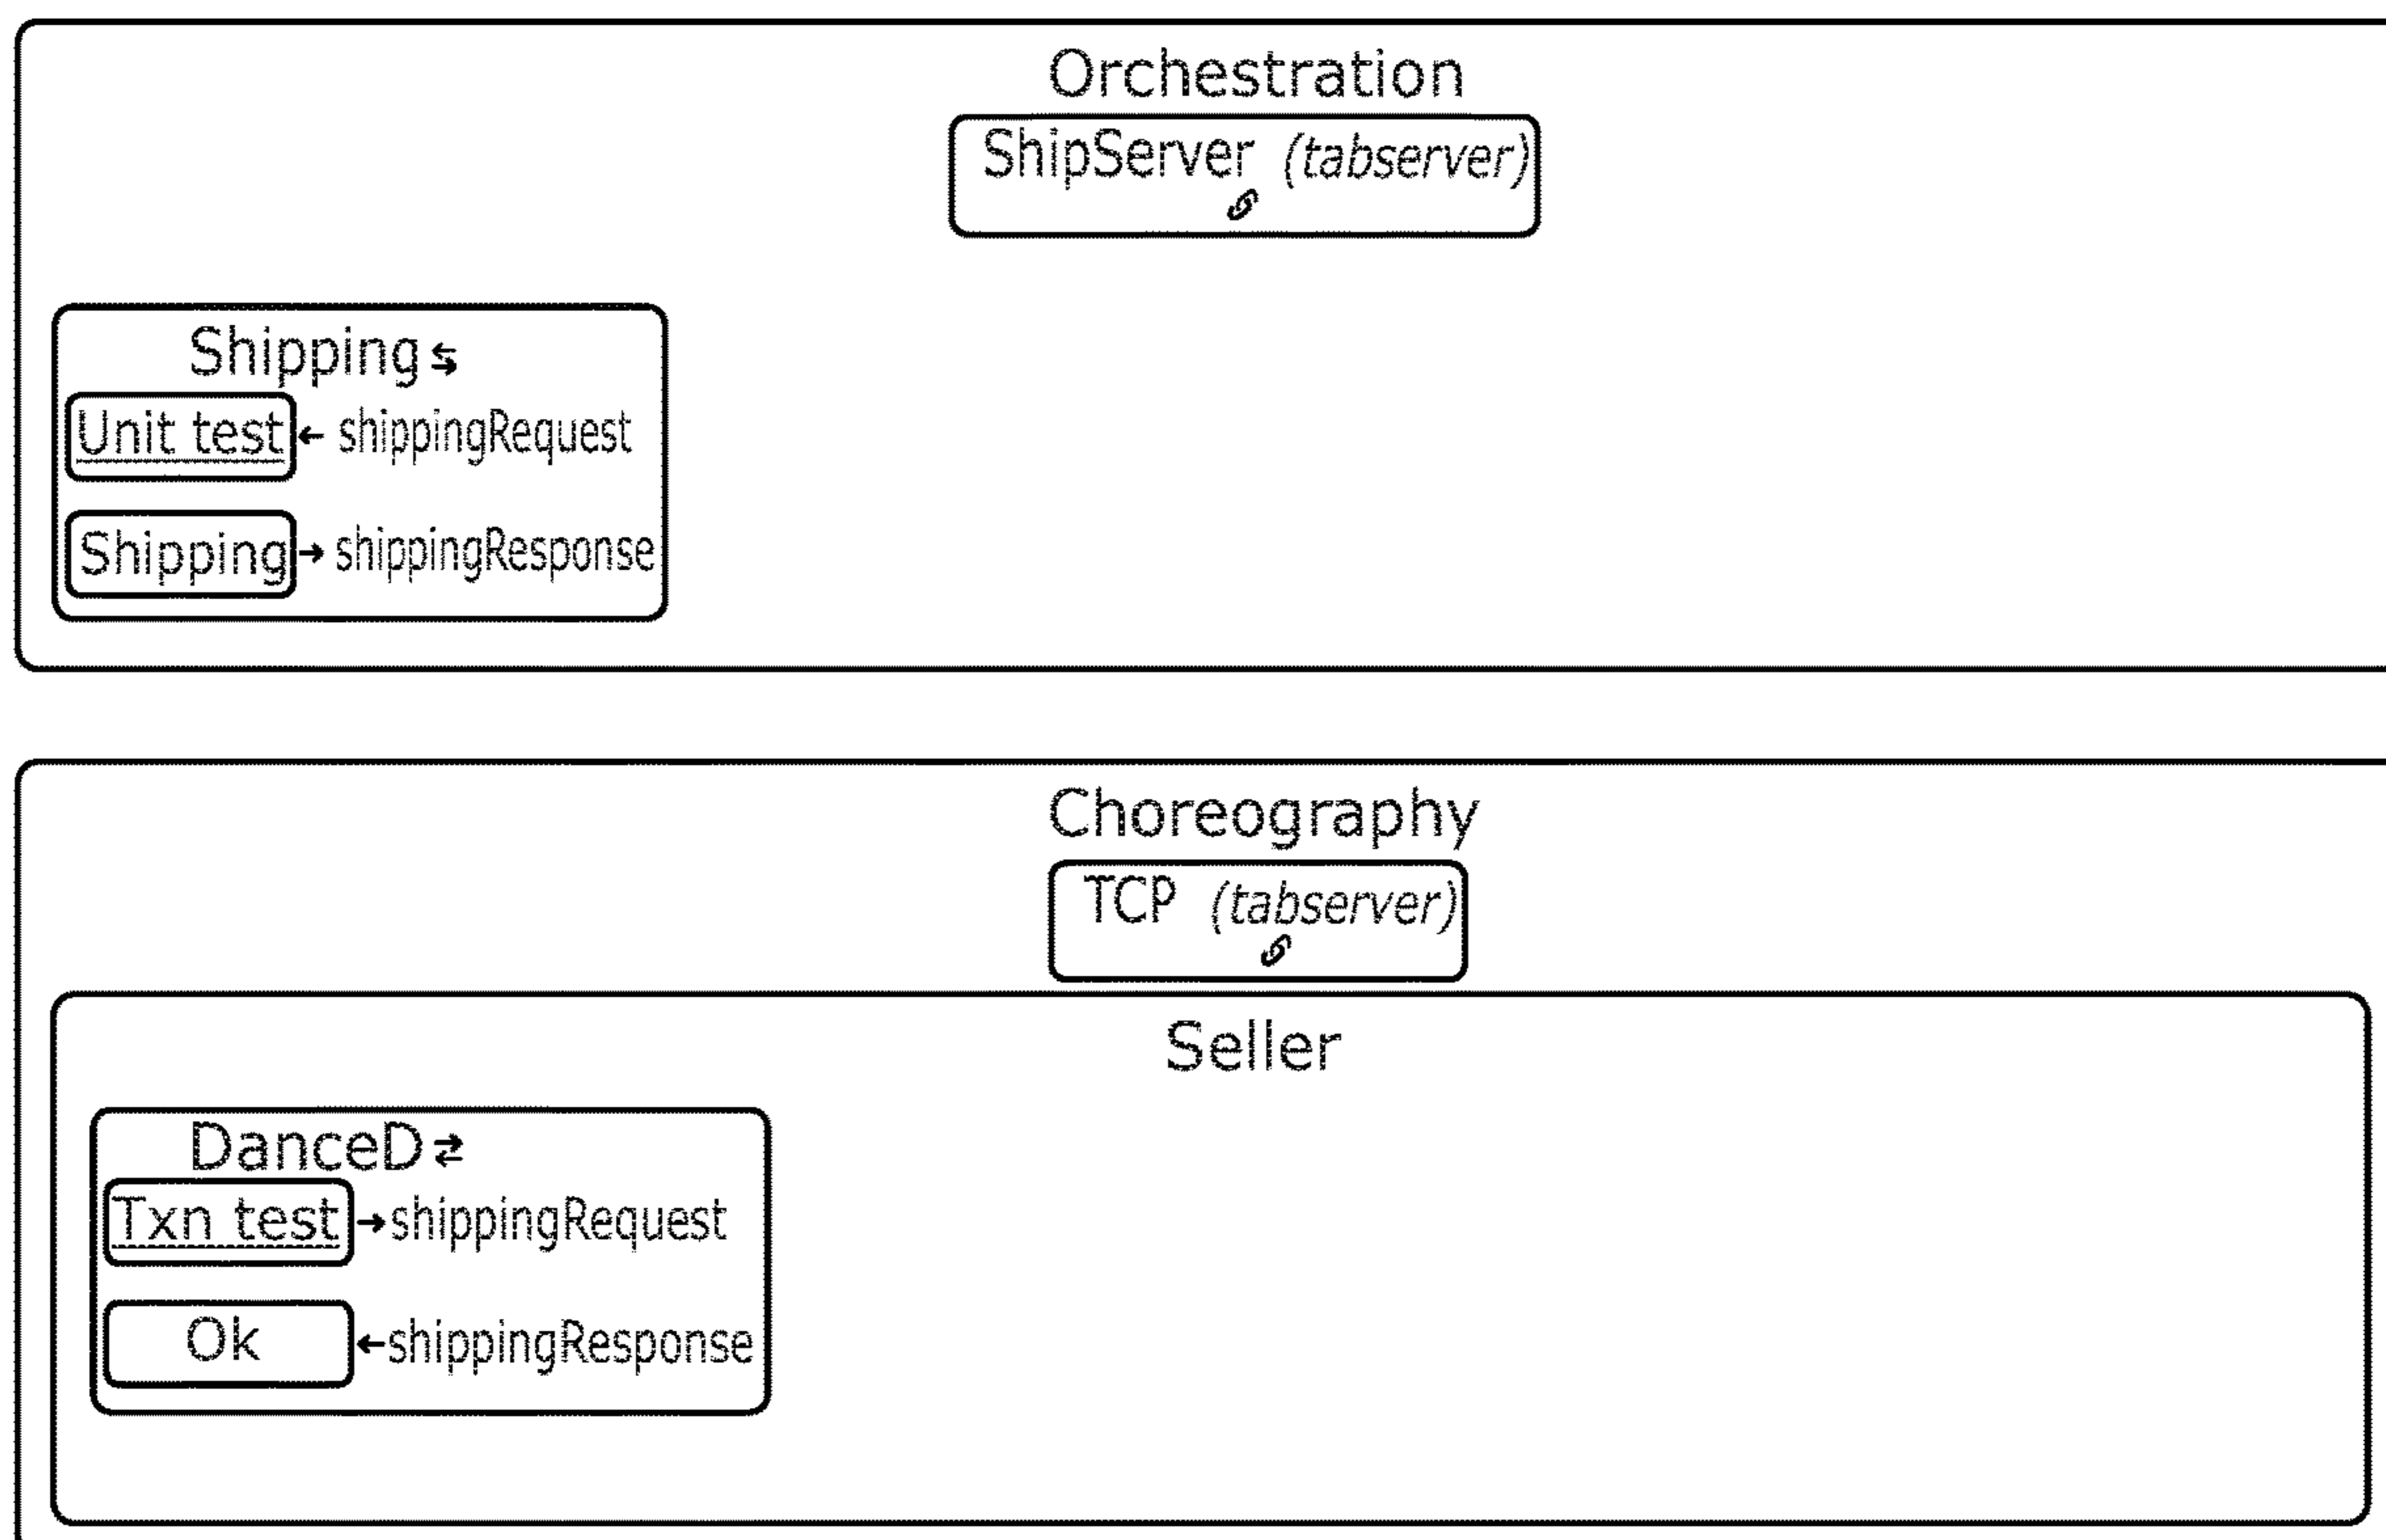 Orchestration
ShipServer (tabserver)
Shipping ⇆
Unit test ← shippingRequest
Shipping → shippingResponse
Choreography
TCP (tabserver)
Seller
DanceD ⇄
Txn test → shippingRequest
Ok ← shippingResponse